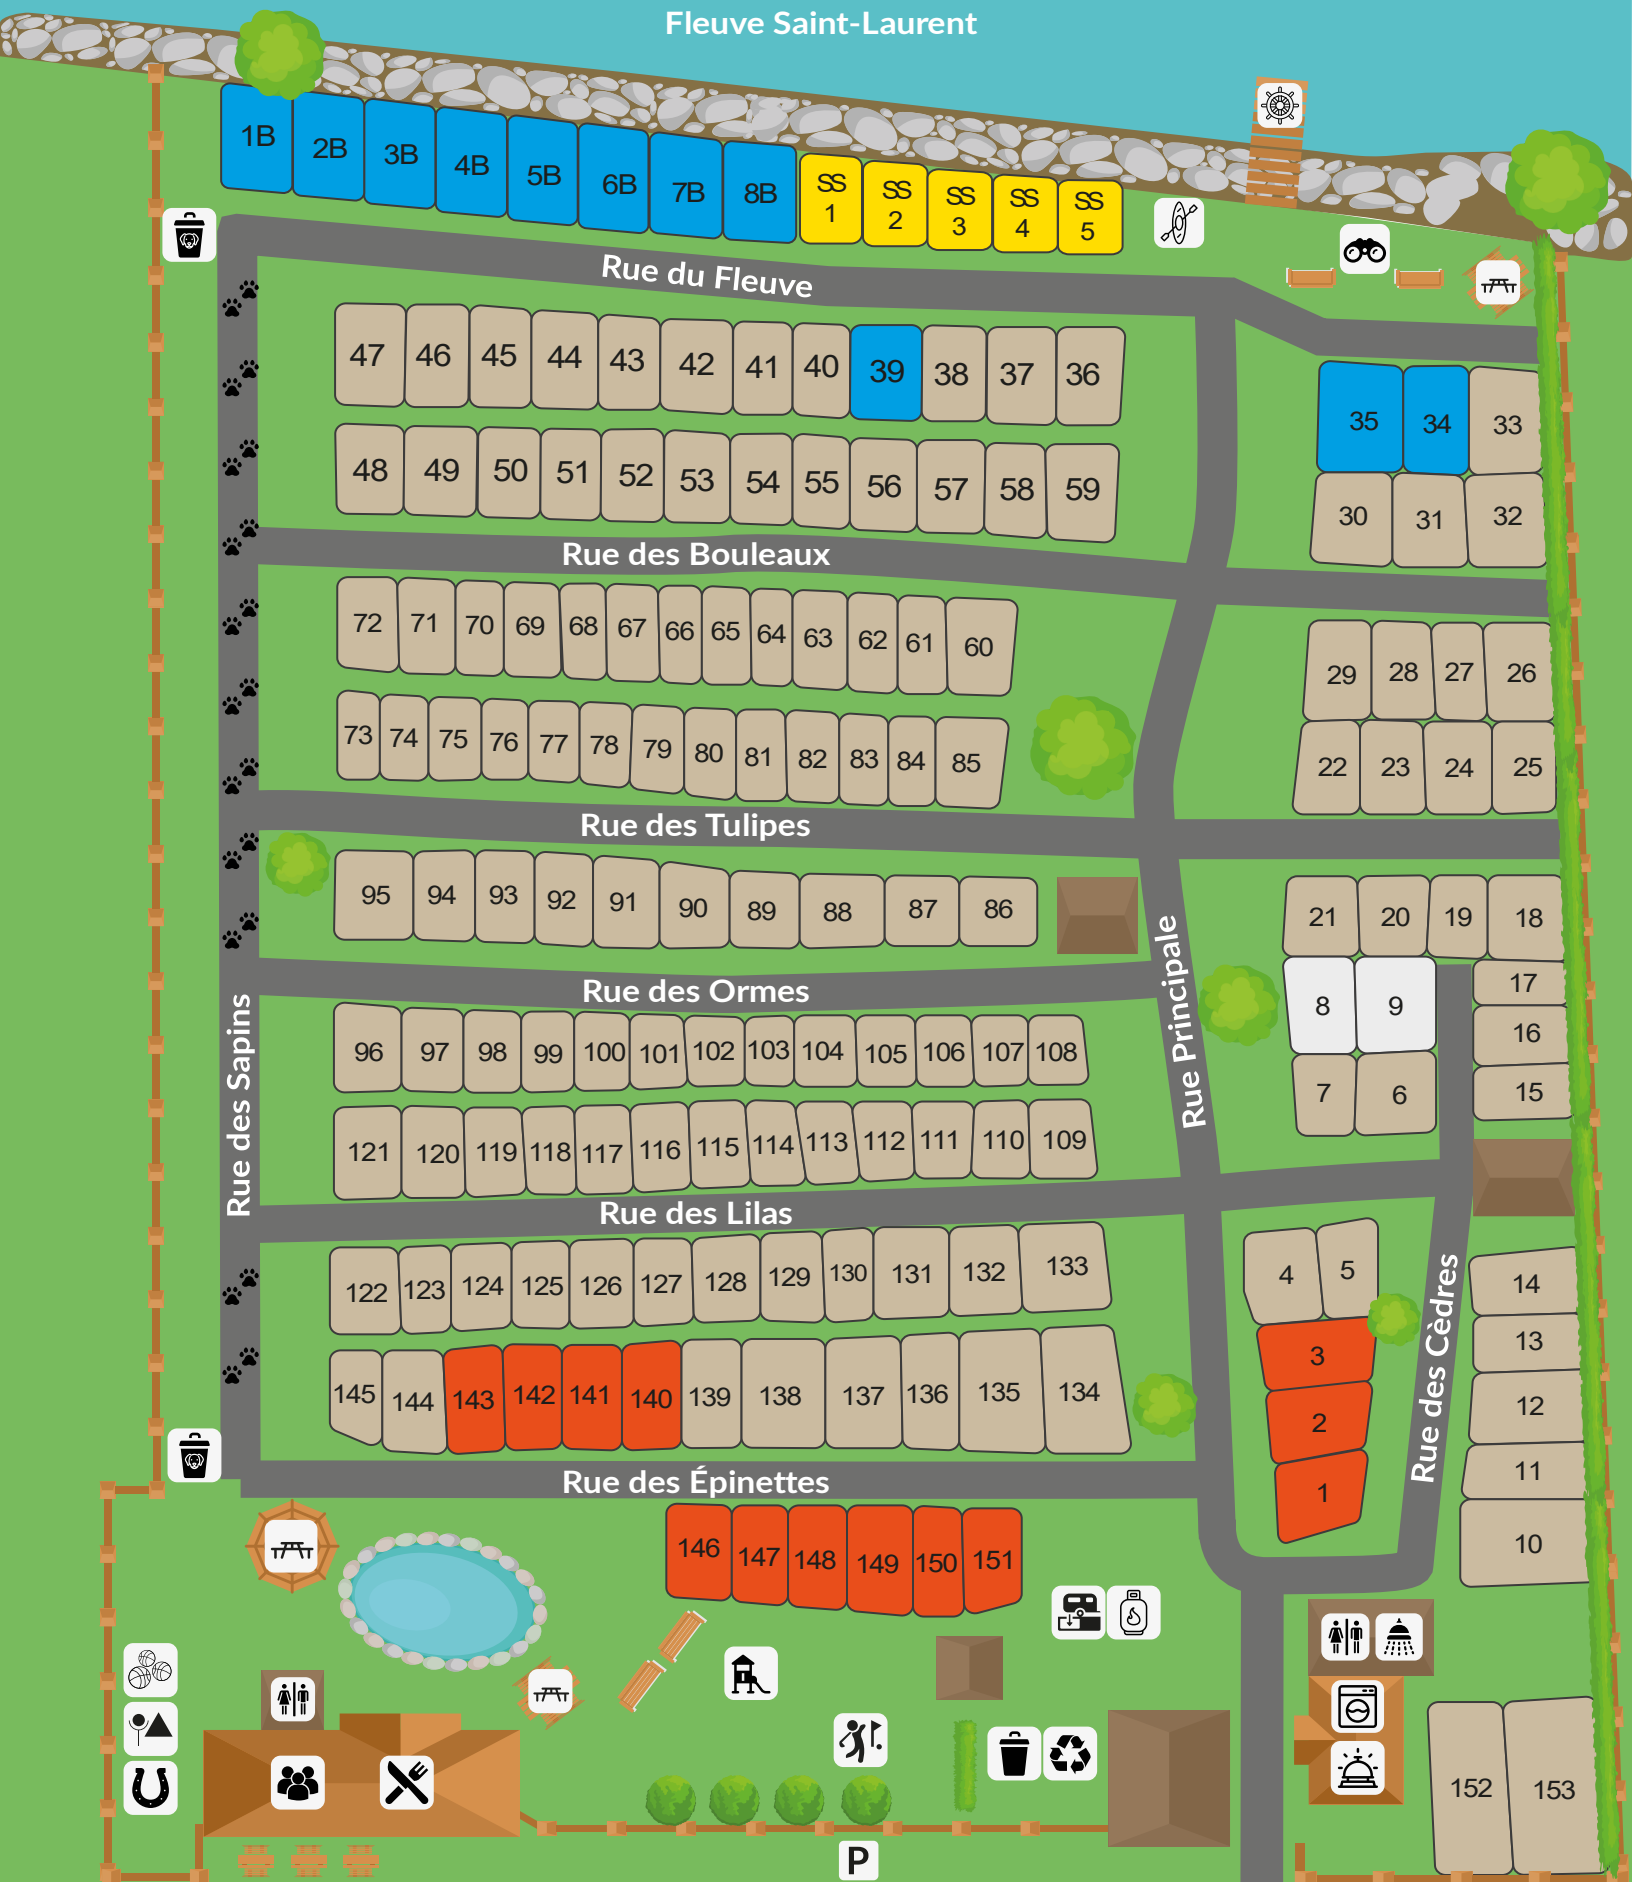 Fleuve Saint-Laurent
1B 2B 3B 4B 5B 6B 7B 8B
SS 1
SS 2
SS 3
SS 4
SS 5
Rue du Fleuve
47 46 45 44 43 42 41 40 39 38 37 36
35 34 33
48 49 50 51 52 53 54 55 56 57 58 59
30 31 32
Rue des Bouleaux
72 71 70 69 68 67 66 65 64 63 62 61 60
29 28 27 26
73 74 75 76 77 78 79 80 81 82 83 84 85
22 23 24 25
Rue des Tulipes
95 94 93 92 91 90 89 88 87 86
21 20 19 18
Rue Principale
17
8 9
16
Rue des Ormes
Rue des Sapins
96 97 98 99 100 101 102 103 104 105 106 107 108
7 6
15
121 120 119 118 117 116 115 114 113 112 111 110 109
Rue des Lilas
122 123 124 125 126 127 128 129 130 131 132 133
4 5
14
3
13
Rue des Cèdres
145 144 143 142 141 140 139 138 137 136 135 134
2
12
1
11
Rue des Épinettes
10
146 147 148 149 150 151
152 153
P